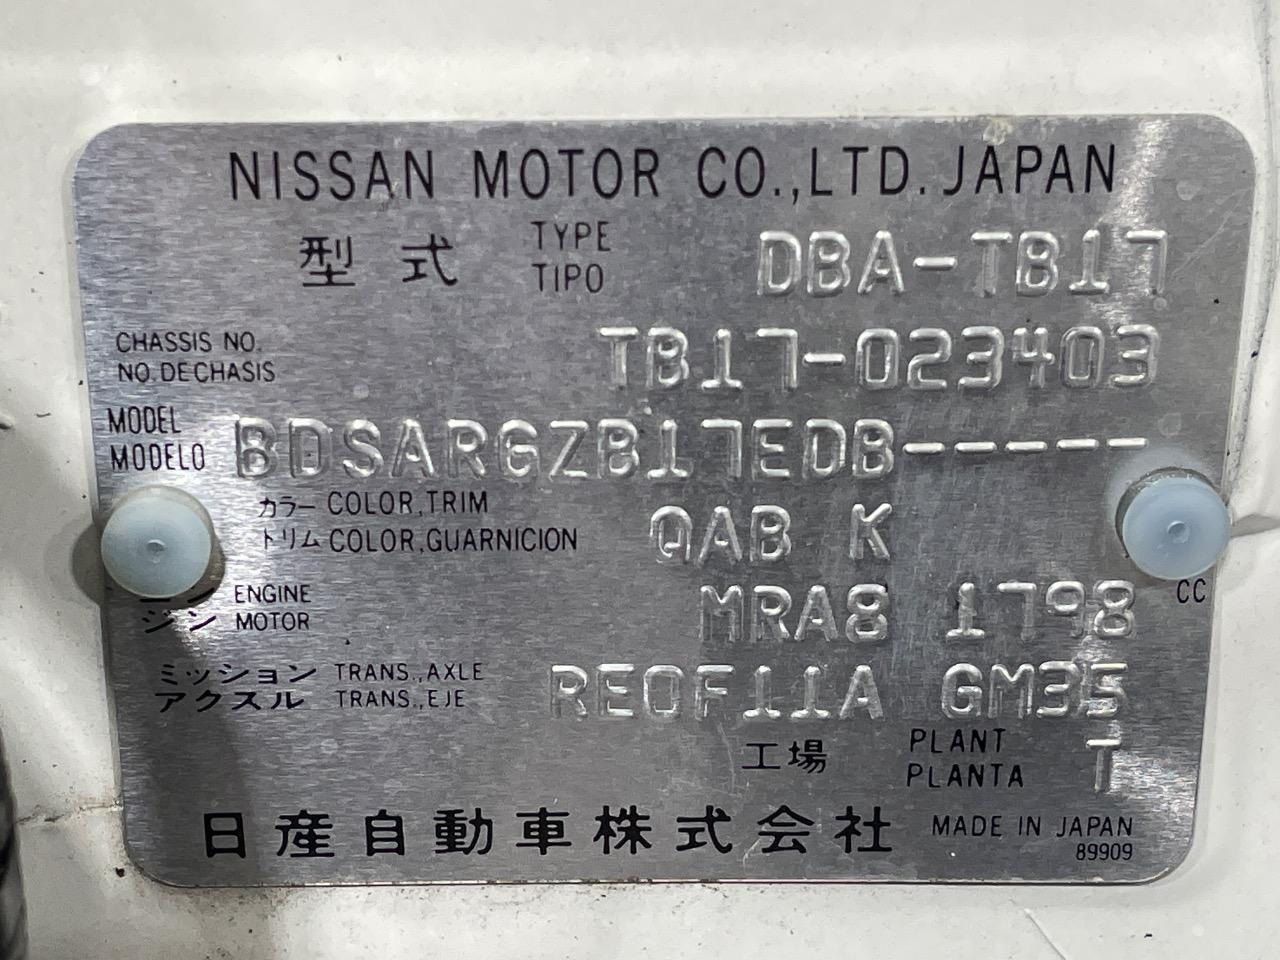 NISSAN MOTOR CO.,LTD. JAPAN
型式 TYPE TIPO DBA-TB17
CHASSIS NO. NO. DE CHASIS TB17-023403
MODEL MODELO BDSARGZB17EDB-----
カラー COLOR, TRIM
トリム COLOR, GUARNICION QAB K
ENGINE
ジン MOTOR MRA8 1798 CC
ミッション TRANS., AXLE
アクスル TRANS., EJE RE0F11A GM35
工場 PLANT PLANTA T
日産自動車株式会社 MADE IN JAPAN
89909